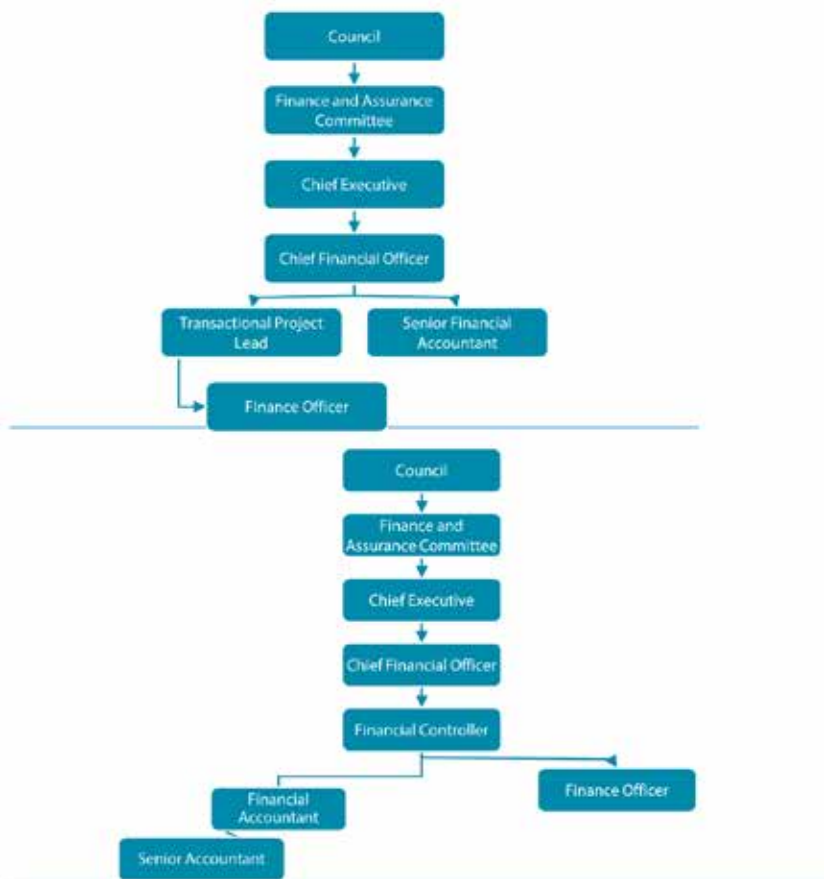 Council
Finance and Assurance
Committee
Chief Executive
Chief Financial Officer
Transactional Project
Lead
Senior Financial
Accountant
Finance Officer
Council
Finance and
Assurance Committee
Chief Executive
Chief Financial Officer
Financial Controller
Financial
Accountant
Finance Officer
Senior Accountant